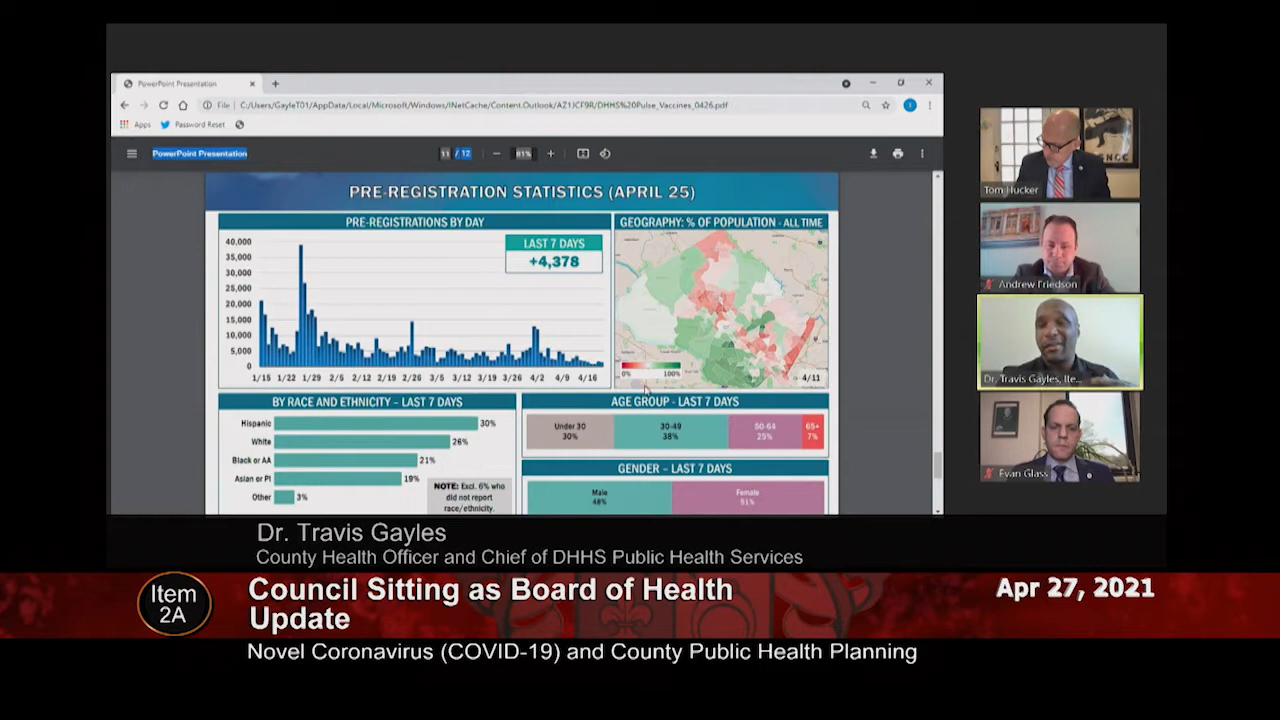 PowerPoint Presentation
File
C:/Users/GayleT01/AppData/Local/Microsoft/Windows/INetCache/Content.Outlook/AZ1JCF9R/DHHS%20Pulse_Vaccines_0426.pdf
Apps
Password Reset
PowerPoint Presentation
11 / 12
81%
PRE-REGISTRATION STATISTICS (APRIL 25)
PRE-REGISTRATIONS BY DAY
40,000
35,000
30,000
25,000
20,000
15,000
10,000
5,000
0
1/15 1/22 1/29 2/5 2/12 2/19 2/26 3/5 3/12 3/19 3/26 4/2 4/9 4/16
LAST 7 DAYS
+4,378
GEOGRAPHY: % OF POPULATION - ALL TIME
0% 100%
4/11
BY RACE AND ETHNICITY – LAST 7 DAYS
Hispanic 30%
White 26%
Black or AA 21%
Asian or PI 19%
Other 3%
NOTE: Excl. 6% who
did not report
race/ethnicity.
AGE GROUP - LAST 7 DAYS
Under 30
30%
30-49
38%
50-64
25%
65+
7%
GENDER – LAST 7 DAYS
Male
48%
Female
51%
Tom Hucker
Andrew Friedson
Dr. Travis Gayles, Ite...
Evan Glass
Dr. Travis Gayles
County Health Officer and Chief of DHHS Public Health Services
Item
2A
Council Sitting as Board of Health
Update
Apr 27, 2021
Novel Coronavirus (COVID-19) and County Public Health Planning